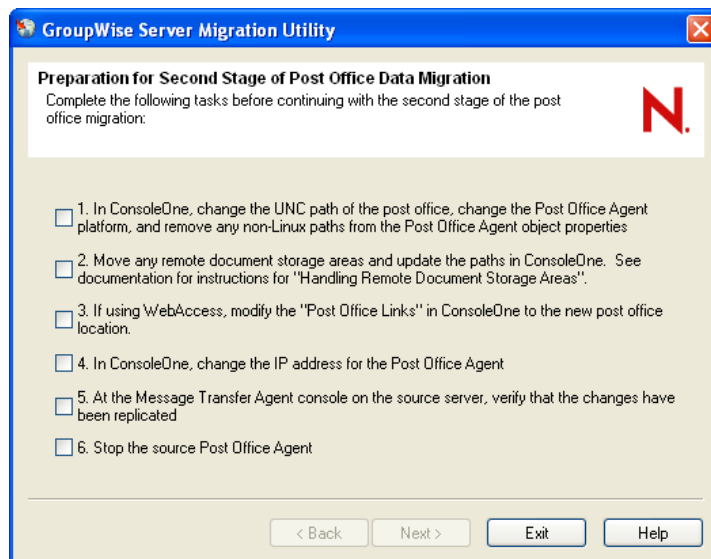 GroupWise Server Migration Utility
Preparation for Second Stage of Post Office Data Migration
Complete the following tasks before continuing with the second stage of the post
office migration:
N.
1. In ConsoleOne, change the UNC path of the post office, change the Post Office Agent
platform, and remove any non-Linux paths from the Post Office Agent object properties
2. Move any remote document storage areas and update the paths in ConsoleOne.  See
documentation for instructions for "Handling Remote Document Storage Areas".
3. If using WebAccess, modify the "Post Office Links" in ConsoleOne to the new post office
location.
4. In ConsoleOne, change the IP address for the Post Office Agent
5. At the Message Transfer Agent console on the source server, verify that the changes have
been replicated
6. Stop the source Post Office Agent
< Back Next > Exit Help